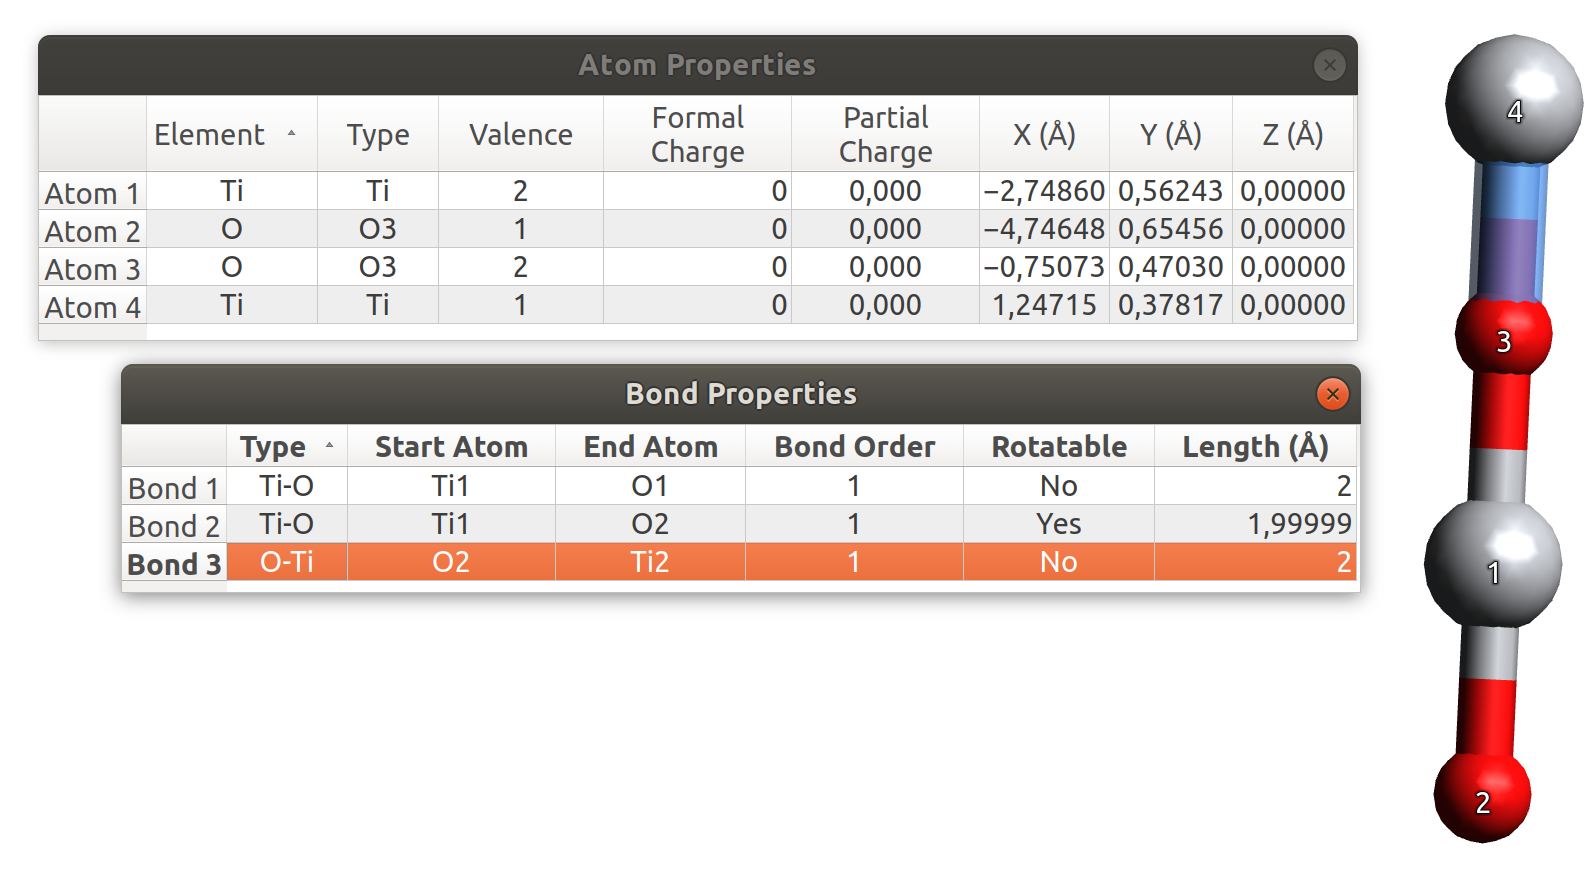 Atom Properties
Element Type Valence Formal Charge Partial Charge X (Å) Y (Å) Z (Å)
Atom 1 Ti Ti 2 0 0,000 −2,74860 0,56243 0,00000
Atom 2 O O3 1 0 0,000 −4,74648 0,65456 0,00000
Atom 3 O O3 2 0 0,000 −0,75073 0,47030 0,00000
Atom 4 Ti Ti 1 0 0,000 1,24715 0,37817 0,00000
Bond Properties
Type Start Atom End Atom Bond Order Rotatable Length (Å)
Bond 1 Ti-O Ti1 O1 1 No 2
Bond 2 Ti-O Ti1 O2 1 Yes 1,99999
Bond 3 O-Ti O2 Ti2 1 No 2
4
3
1
2